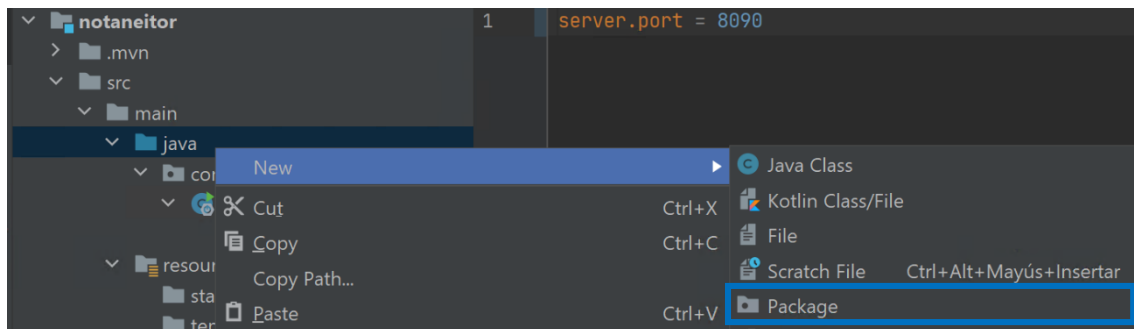 notaneitor
1 server.port = 8090
.mvn
src
main
java
New
Java Class
Cut Ctrl+X
Kotlin Class/File
Copy Ctrl+C
File
Copy Path...
Scratch File Ctrl+Alt+Mayús+Insertar
Paste Ctrl+V
Package